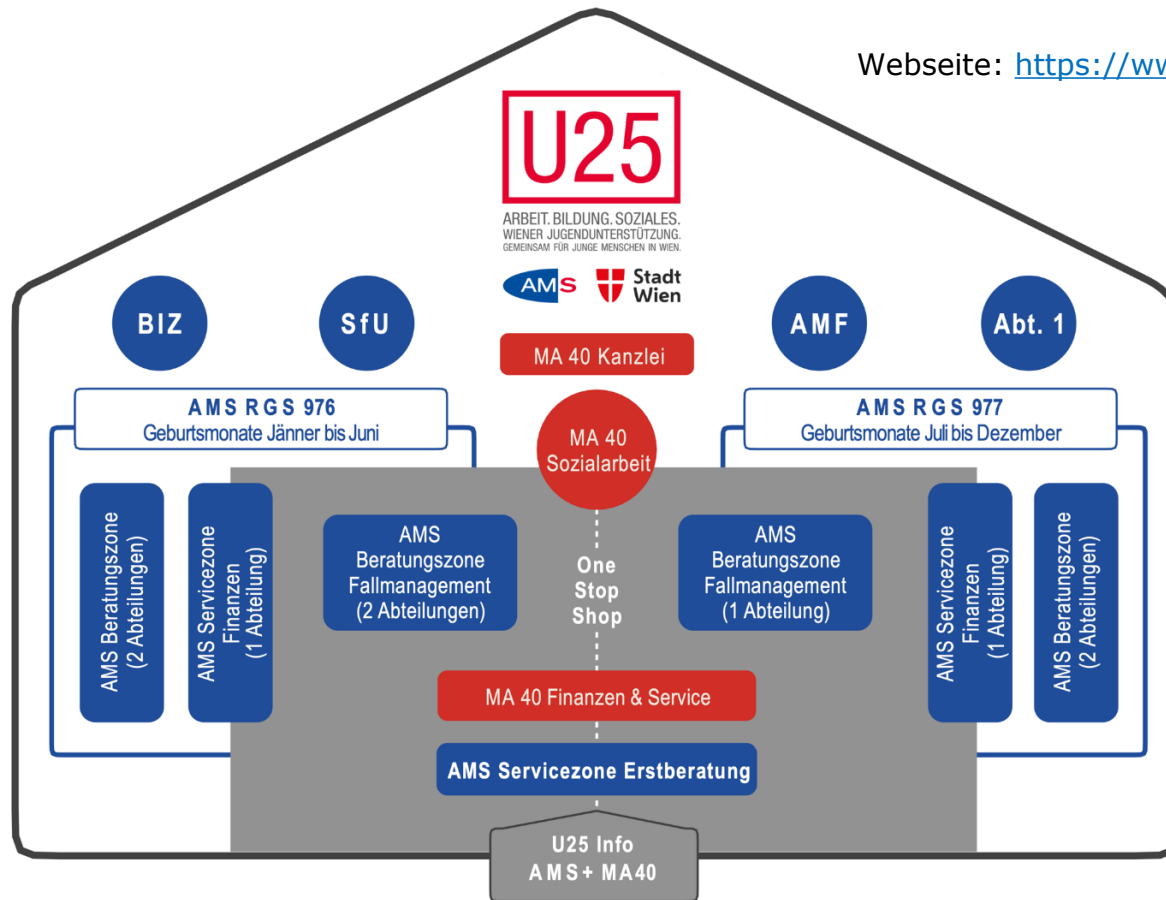 Webseite: https://ww
U25
ARBEIT. BILDUNG. SOZIALES.
WIENER JUGENDUNTERSTÜTZUNG.
GEMEINSAM FÜR JUNGE MENSCHEN IN WIEN.
AMS
Stadt
Wien
BIZ
SfU
AMF
Abt. 1
MA 40 Kanzlei
AMS RGS 976
Geburtsmonate Jänner bis Juni
MA 40
Sozialarbeit
AMS RGS 977
Geburtsmonate Juli bis Dezember
AMS Beratungszone
(2 Abteilungen)
AMS Servicezone
Finanzen
(1 Abteilung)
AMS
Beratungszone
Fallmanagement
(2 Abteilungen)
One
Stop
Shop
AMS
Beratungszone
Fallmanagement
(1 Abteilung)
AMS Servicezone
Finanzen
(1 Abteilung)
AMS Beratungszone
(2 Abteilungen)
MA 40 Finanzen & Service
AMS Servicezone Erstberatung
U25 Info
AMS+ MA40